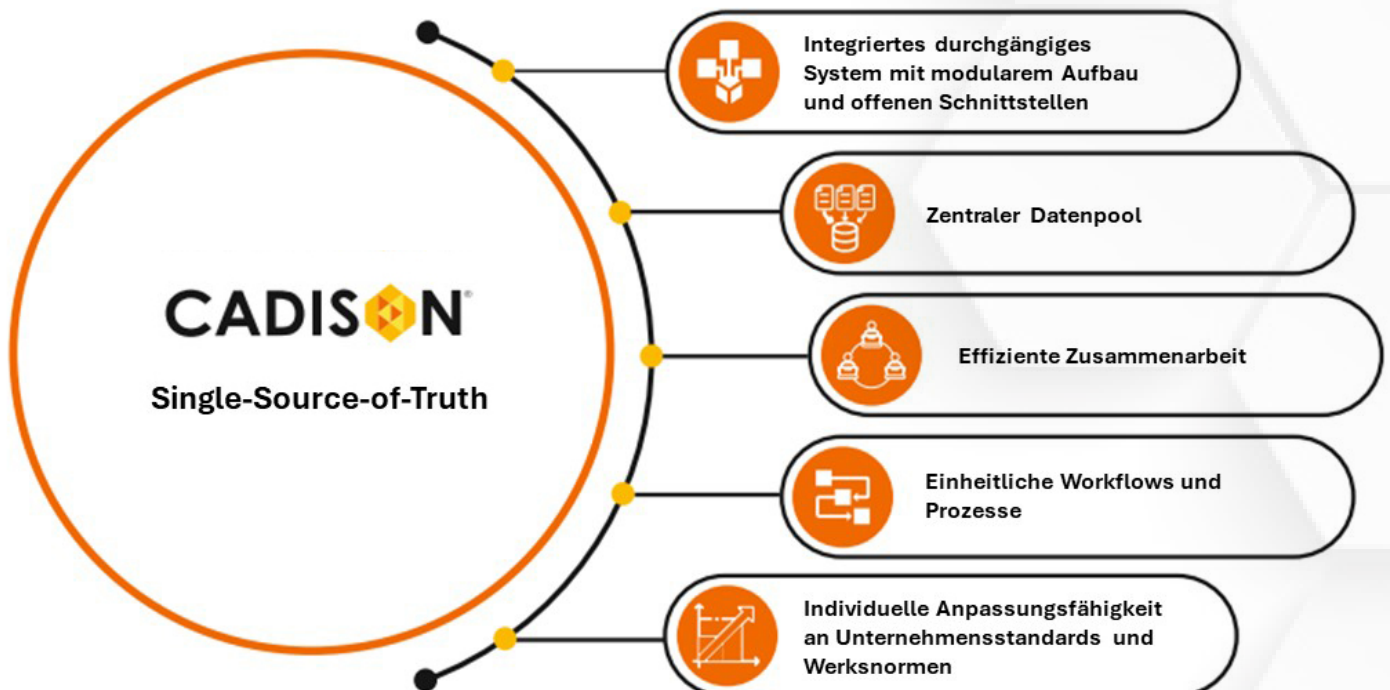 CADISON®
Single-Source-of-Truth
Integriertes durchgängiges
System mit modularem Aufbau
und offenen Schnittstellen
Zentraler Datenpool
Effiziente Zusammenarbeit
Einheitliche Workflows und
Prozesse
Individuelle Anpassungsfähigkeit
an Unternehmensstandards und
Werksnormen